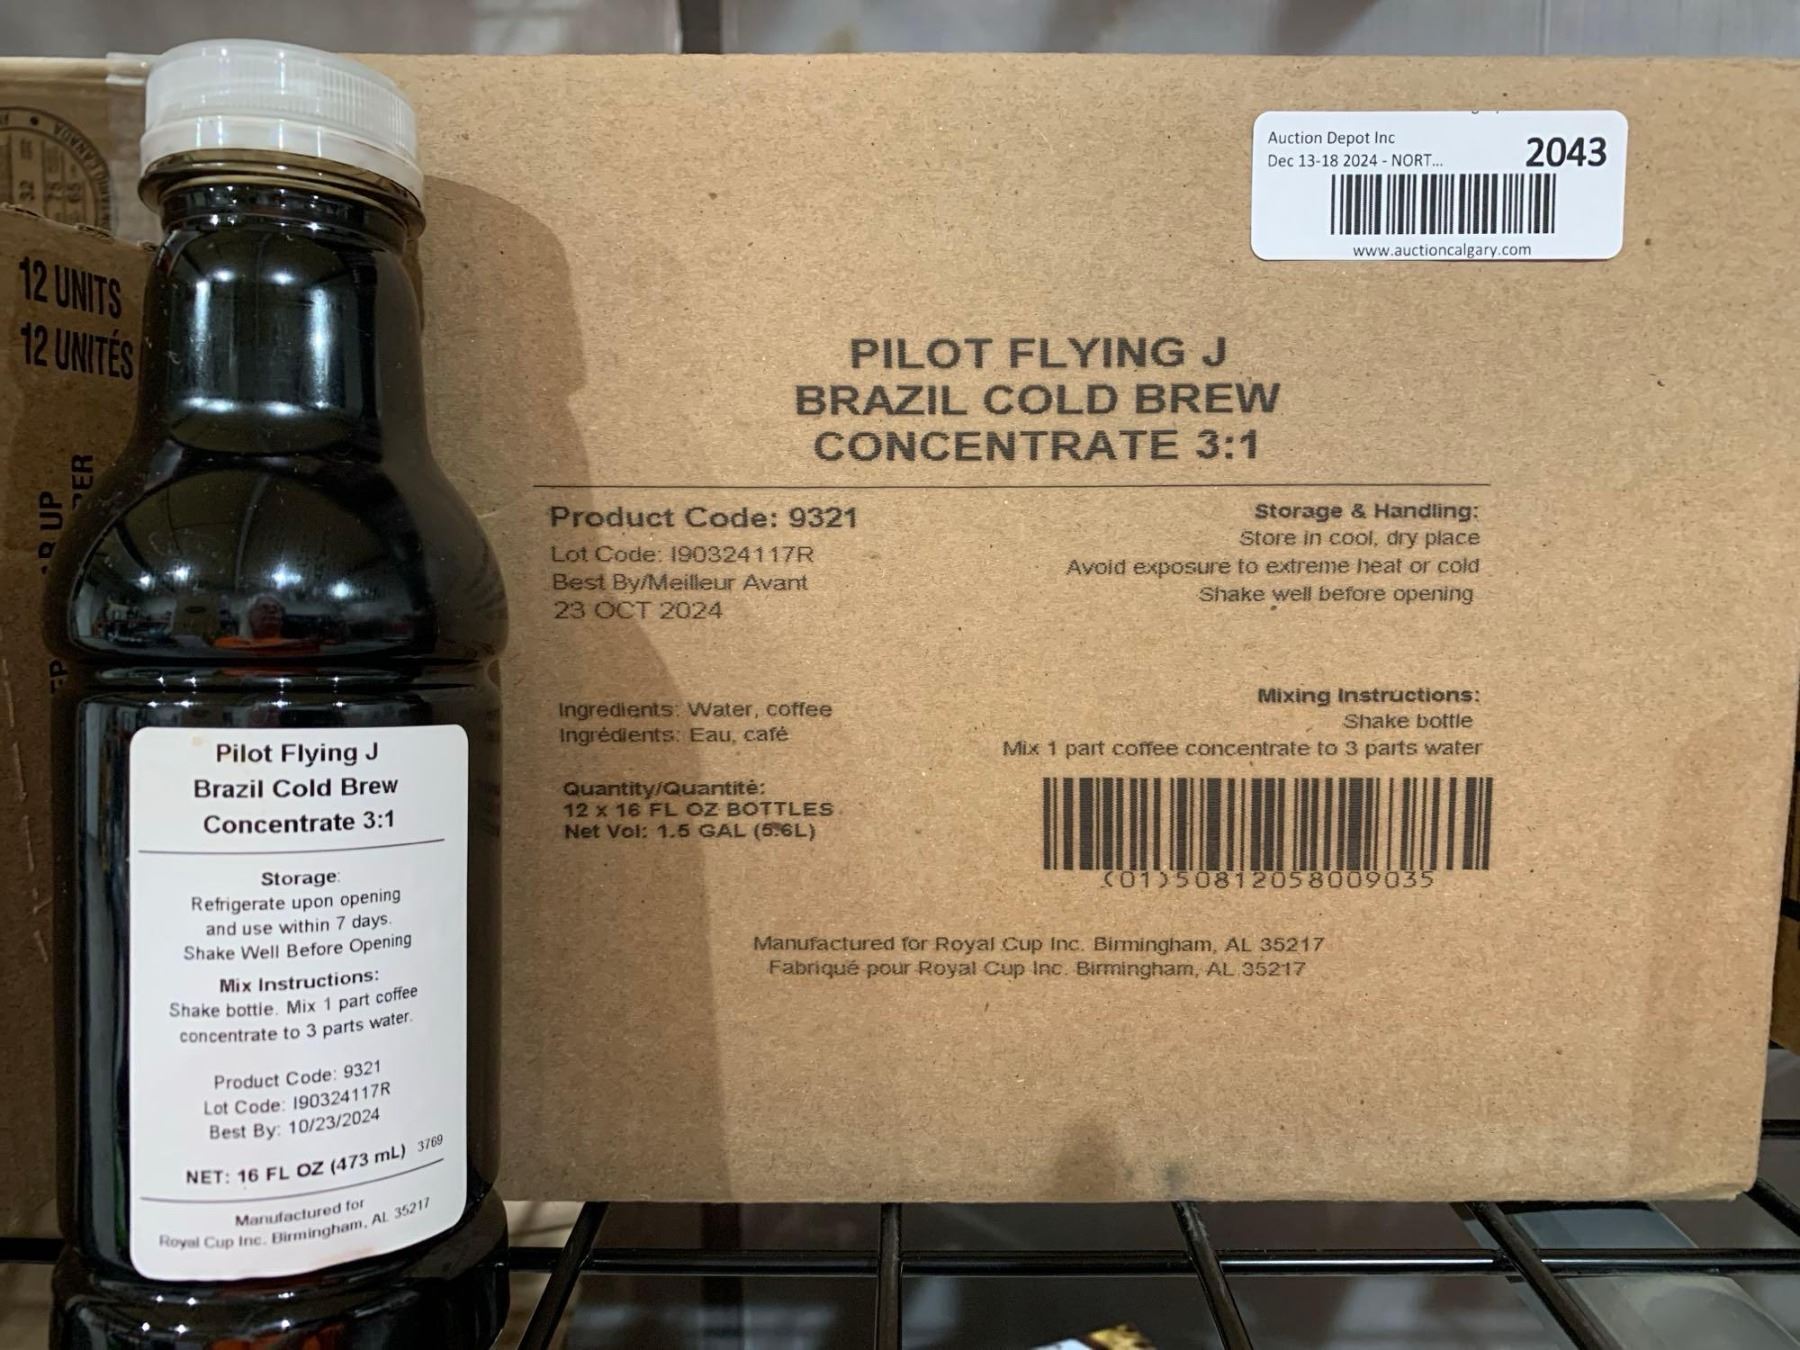 12 UNITS
12 UNITÉS
CANADA
Pilot Flying J
Brazil Cold Brew
Concentrate 3:1
Storage:
Refrigerate upon opening
and use within 7 days.
Shake Well Before Opening
Mix Instructions:
Shake bottle. Mix 1 part coffee
concentrate to 3 parts water.
Product Code: 9321
Lot Code: I90324117R
Best By: 10/23/2024
NET: 16 FL OZ (473 mL) 3769
Manufactured for
Royal Cup Inc. Birmingham, AL 35217
Auction Depot Inc
Dec 13-18 2024 - NORT...
2043
www.auctioncalgary.com
PILOT FLYING J
BRAZIL COLD BREW
CONCENTRATE 3:1
Product Code: 9321
Lot Code: I90324117R
Best By/Meilleur Avant
23 OCT 2024
Storage & Handling:
Store in cool, dry place
Avoid exposure to extreme heat or cold
Shake well before opening
Ingredients: Water, coffee
Ingrédients: Eau, café
Quantity/Quantité:
12 x 16 FL OZ BOTTLES
Net Vol: 1.5 GAL (5.6L)
Mixing Instructions:
Shake bottle
Mix 1 part coffee concentrate to 3 parts water
(01)50812058009035
Manufactured for Royal Cup Inc. Birmingham, AL 35217
Fabriqué pour Royal Cup Inc. Birmingham, AL 35217